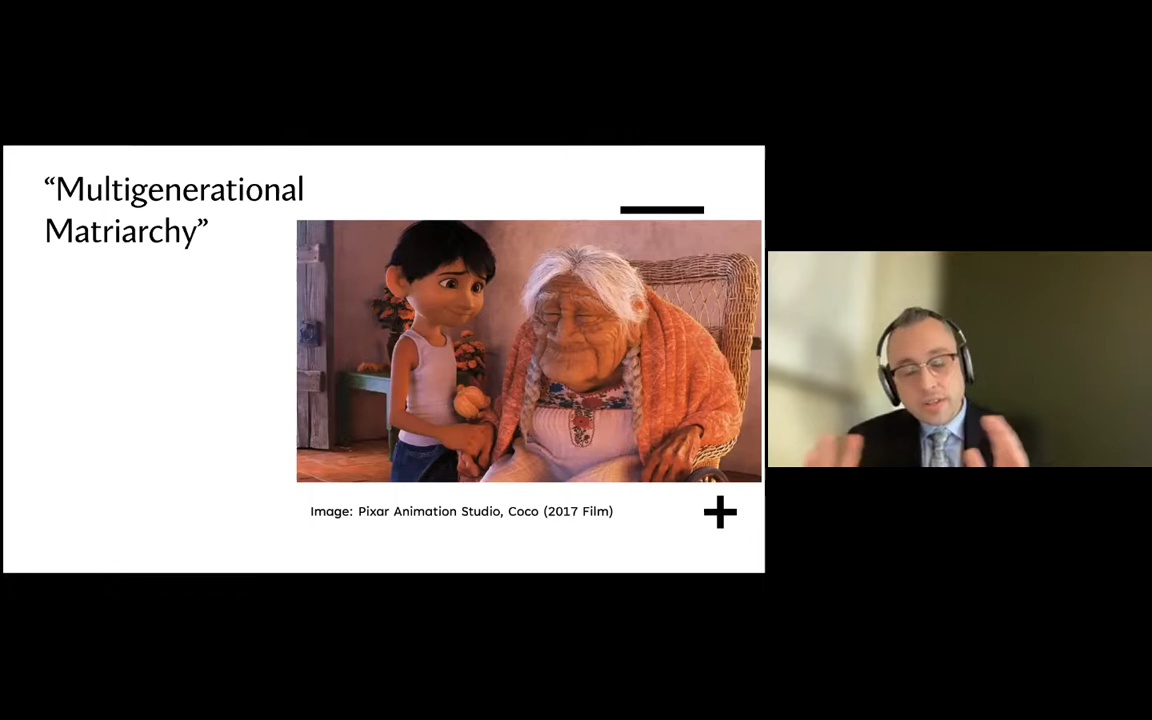 “Multigenerational
Matriarchy”
Image: Pixar Animation Studio, Coco (2017 Film)